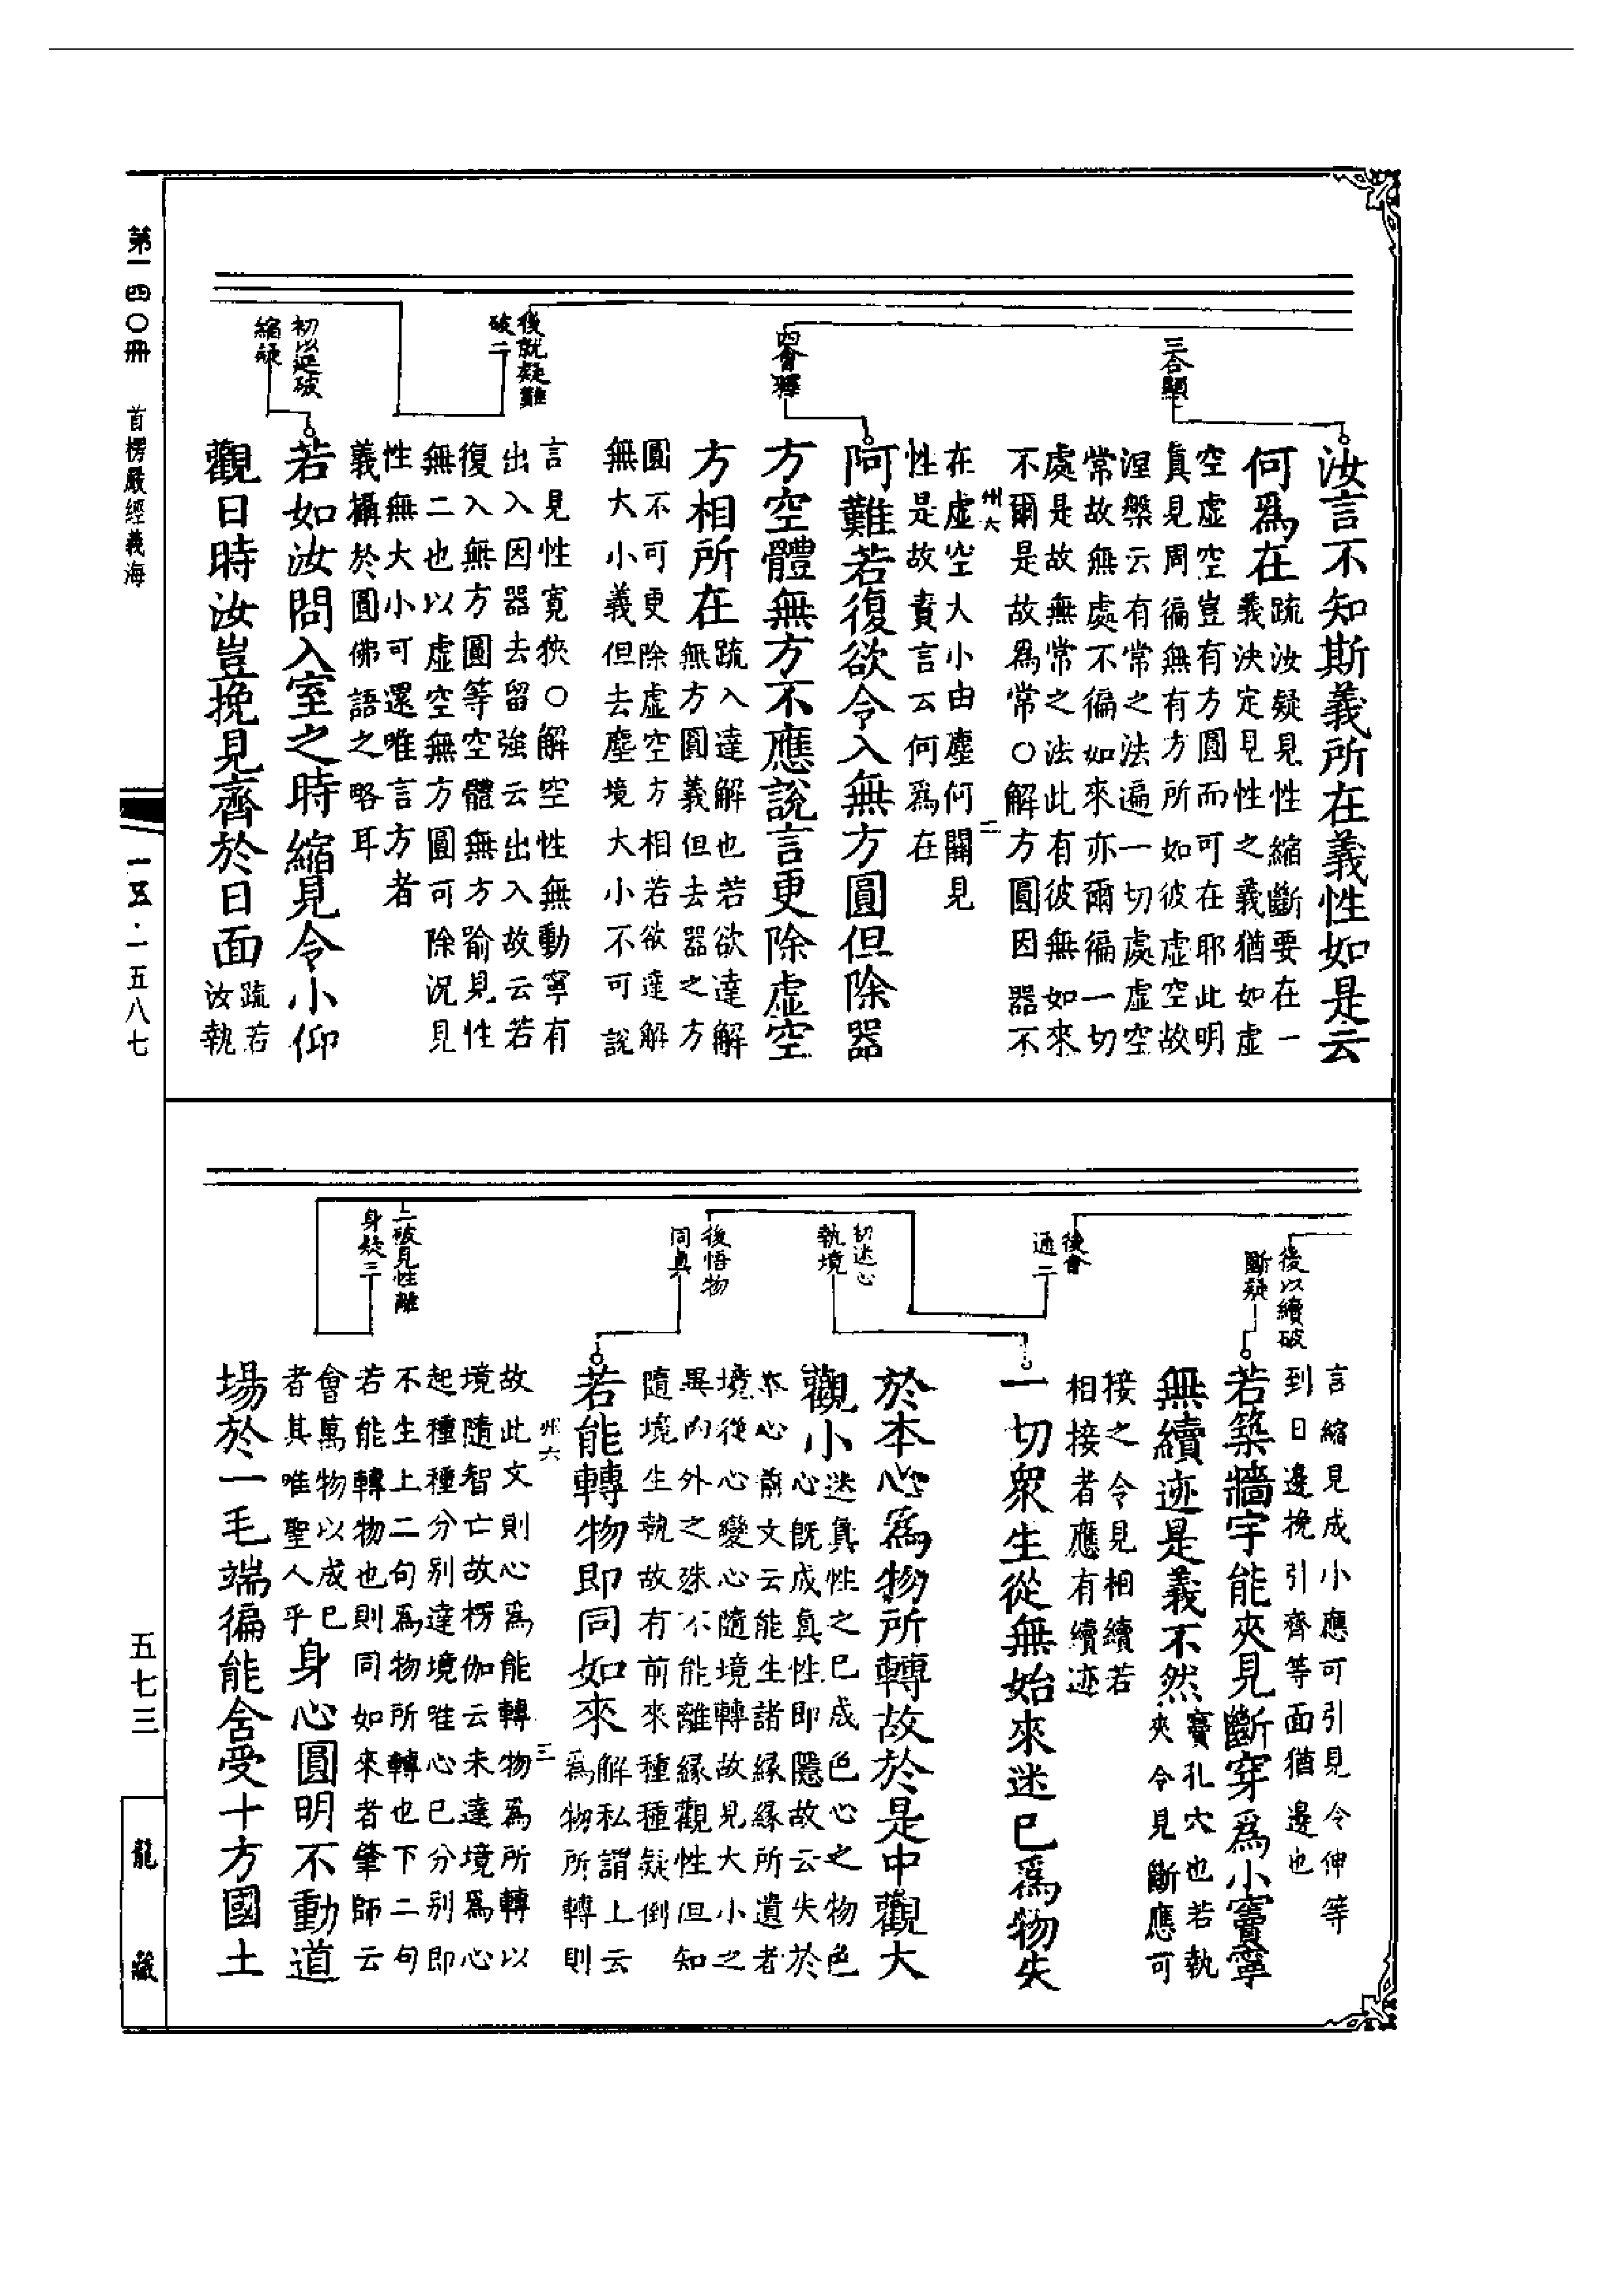 三合顯
汝言不知斯義所在義性如是云
何爲在
疏汝疑見性縮斷要在一
義決定見性之義猶如虛
空虛空豈有方圓而可在耶此明
真見周徧無有方所如彼虛空故
涅槃云有常之法遍一切處虛空
常故無處不徧如來亦爾徧一切
處是故無常之法此有彼無如來
不爾是故爲常〇解方圓因器不
州六
二
在虛空大小由塵何關見
性是故責言云何爲在
四會釋
阿難若復欲令入無方圓但除器
方空體無方不應說言更除虛空
方相所在
疏入達解也若欲達解
無方圓義但去器之方
圓不可更除虛空方相若欲達解
無大小義但去塵境大小不可說
後就疑難
破二
言見性寬狹〇解空性無動寧有
出入因器去留強云出入故云若
復入無方圓等空體無方喻見性
無二也以虛空無方圓可除況見
性無大小可還唯言方者
義攝於圓佛語之略耳
初以延破
縮疑
若如汝問入室之時縮見令小仰
觀日時汝豈挽見齊於日面
疏若
汝執
言縮見成小應可引見令伸等
到日邊挽引齊等面猶邊也
後以續破
斷疑
若築牆宇能夾見斷穿爲小竇寧
無續迹是義不然
竇孔穴也若執
夾令見斷應可
接之令見相續若
相接者應有續迹
後會
通二
初迷心
執境
一切衆生從無始來迷已爲物失
於本心爲物所轉故於是中觀大
觀小
迷真性之已成色心之物色
心既成真性即隱故云失於
本心前文云能生諸緣緣所遺者
境從心變心隨境轉故見大小之
異內外之殊不能離緣觀性但知
隨境生執故有前來種種疑倒
後悟物
同真
若能轉物即同如來
解私謂上云
爲物所轉則
州六
三
故此文則心爲能轉物爲所轉以
境隨智亡故楞伽云未達境爲心
起種種分別達境唯心已分別即
不生上二句爲物所轉也下二句
若能轉物也則同如來者肇師云
會萬物以成已
者其唯聖人乎
二破見性離
身疑三
身心圓明不動道
場於一毛端徧能含受十方國土
第一四〇冊
首楞嚴經義海
一五·一五八七
五七三
龍藏